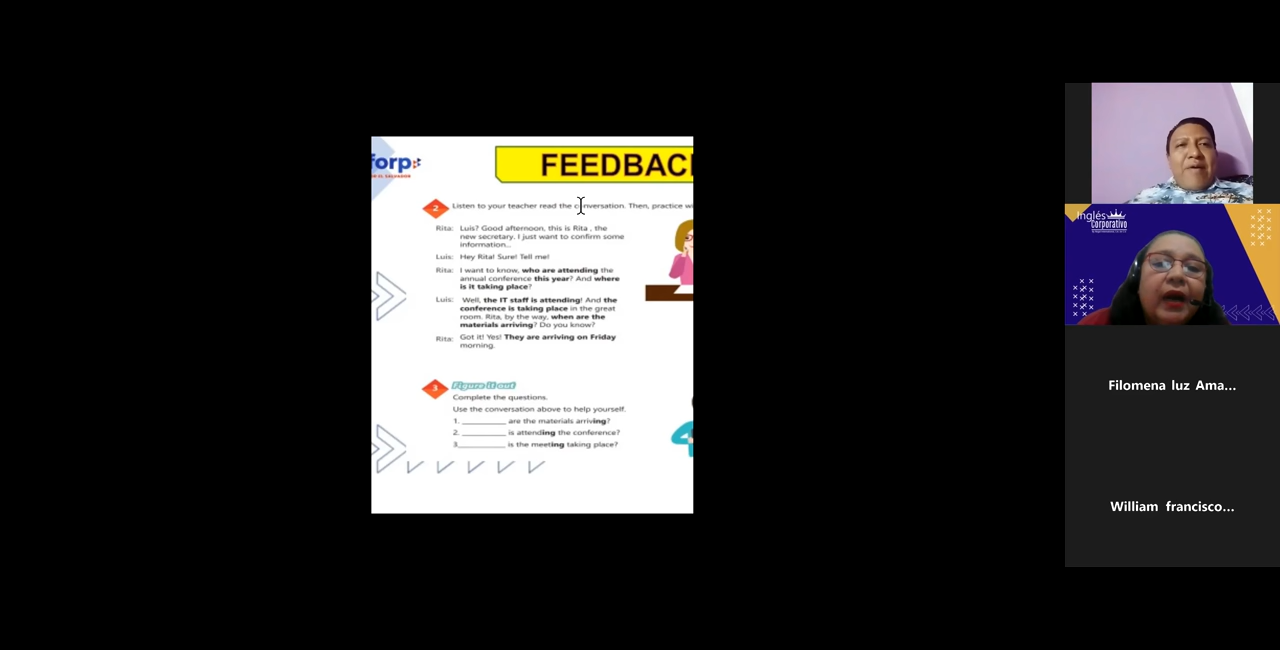 forp
FEEDBAC
2 Listen to your teacher read the conversation. Then, practice wi
Rita: Luis? Good afternoon, this is Rita , the
new secretary. I just want to confirm some
information...
Luis: Hey Rita! Sure! Tell me!
Rita: I want to know, who are attending the
annual conference this year? And where
is it taking place?
Luis: Well, the IT staff is attending! And the
conference is taking place in the great
room. Rita, by the way, when are the
materials arriving? Do you know?
Rita: Got it! Yes! They are arriving on Friday
morning.
3 Figure it out
Complete the questions.
Use the conversation above to help yourself.
1. ________ are the materials arriving?
2. ________ is attending the conference?
3.________ is the meeting taking place?
Inglés
Corporativo
Filomena luz Ama...
William francisco...